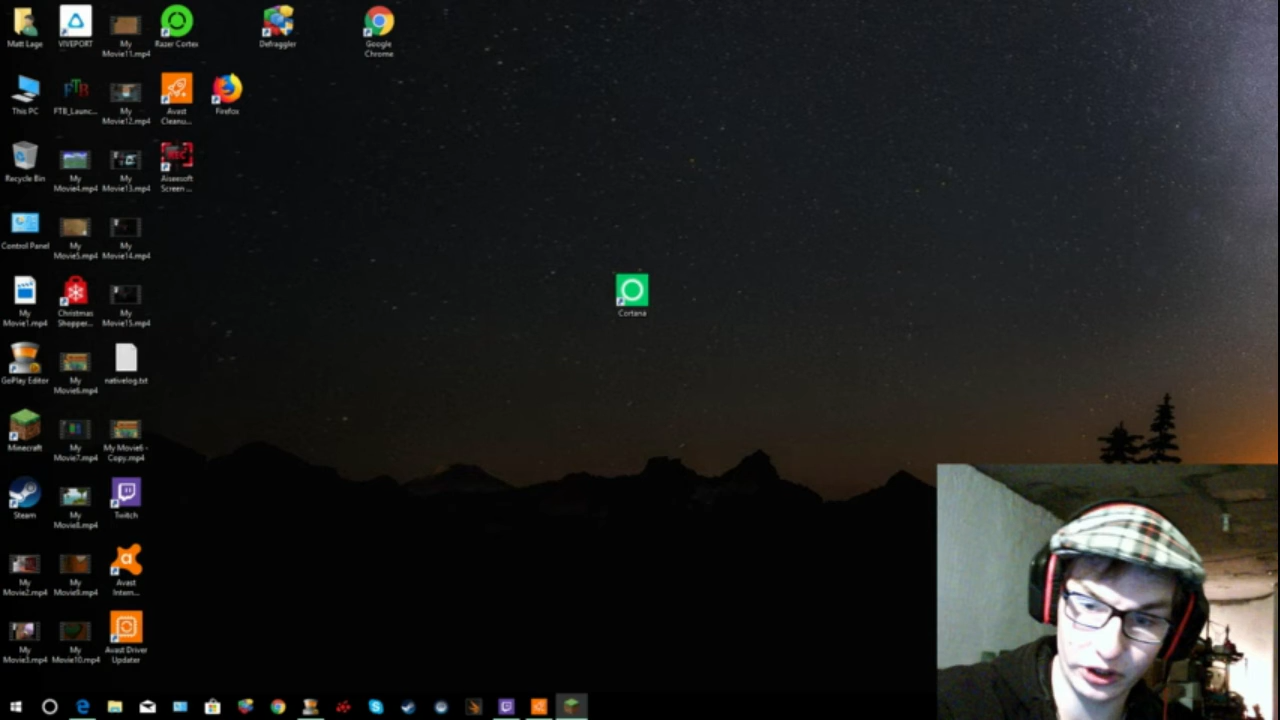 Matt Lage
VIVEPORT
My
Movie11.mp4
Razer Cortex
Defraggler
Google
Chrome
This PC
FTB_Launc...
My
Movie12.mp4
Avast
Cleanu...
Firefox
Recycle Bin
My
Movie4.mp4
My
Movie13.mp4
REC
Aiseesoft
Screen ...
Control Panel
My
Movie5.mp4
My
Movie14.mp4
My
Movie1.mp4
Christmas
Shopper...
My
Movie15.mp4
Cortana
GoPlay Editor
My
Movie6.mp4
nativelog.txt
Minecraft
My
Movie7.mp4
My Movie6 -
Copy.mp4
Steam
My
Movie8.mp4
Twitch
My
Movie2.mp4
My
Movie9.mp4
Avast
Intern...
My
Movie3.mp4
My
Movie10.mp4
Avast Driver
Updater